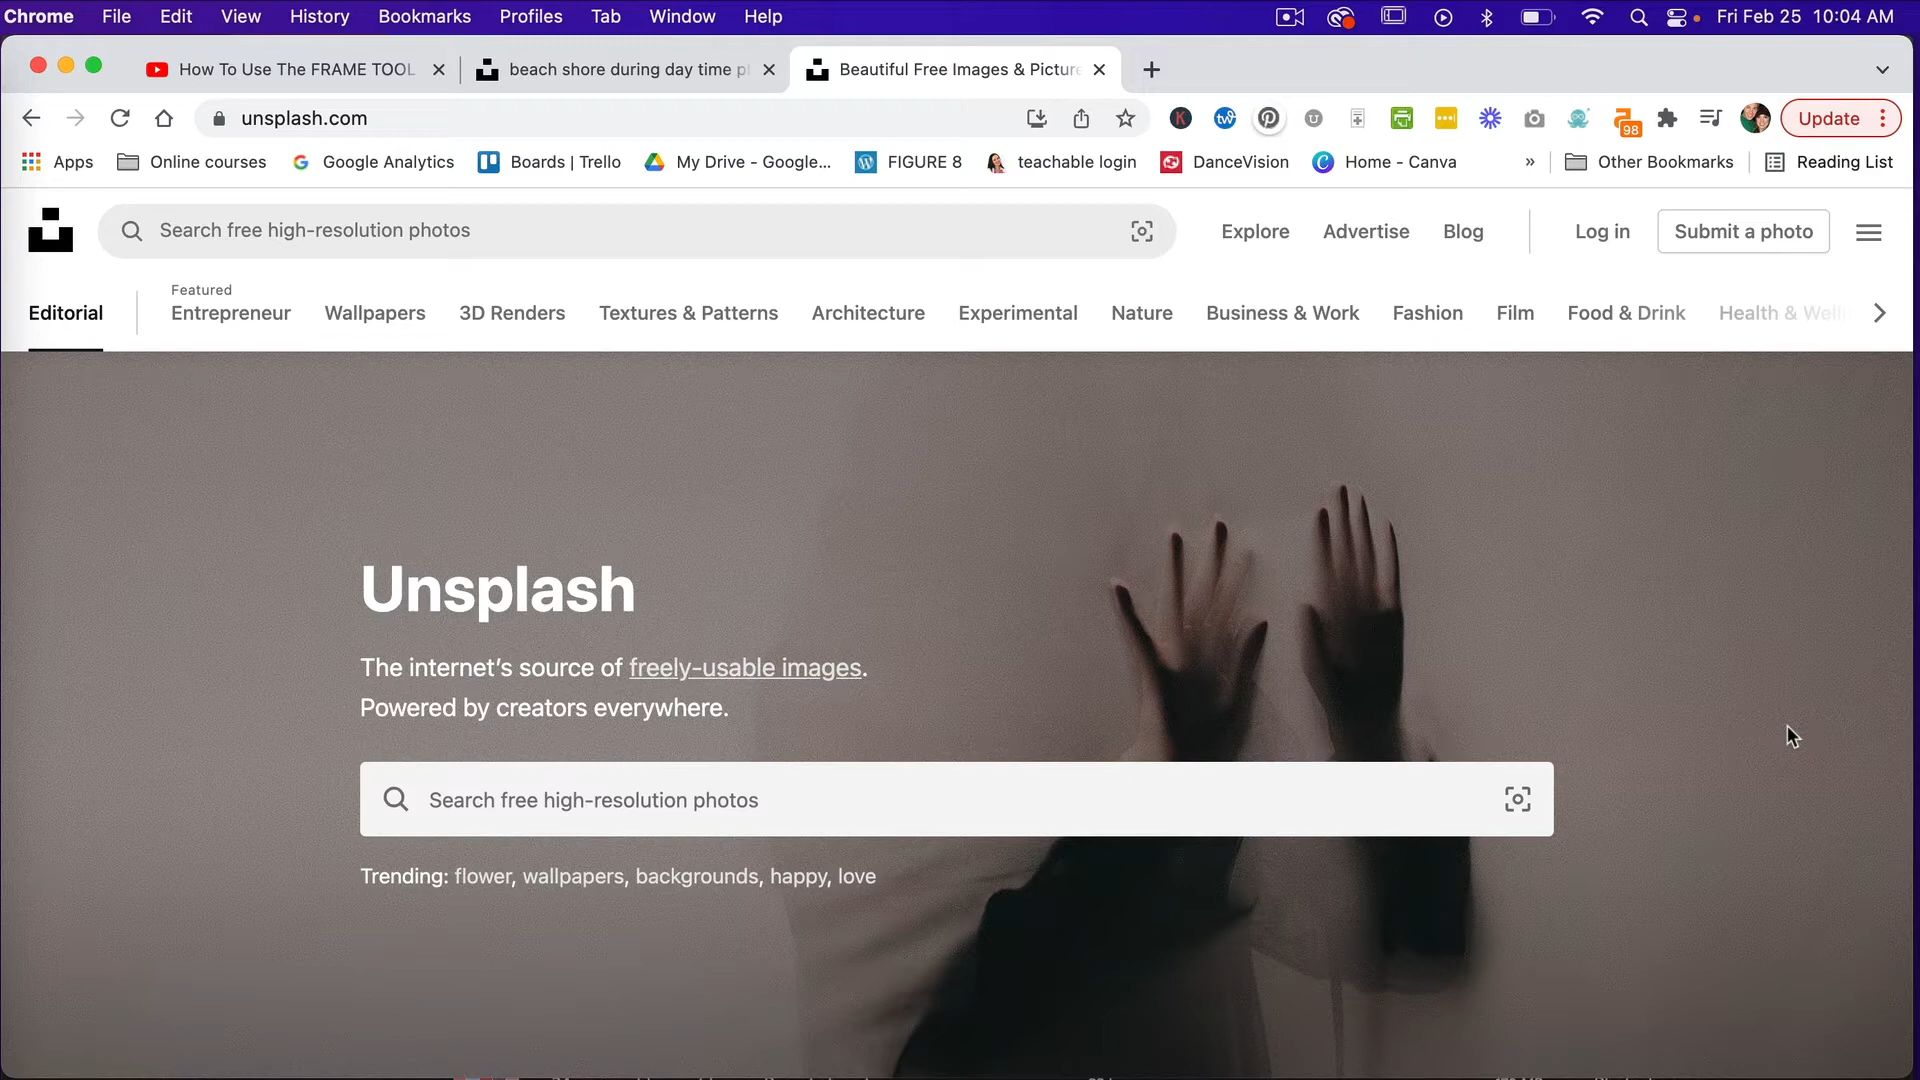 Chrome File Edit View History Bookmarks Profiles Tab Window Help Fri Feb 25 10:04 AM
How To Use The FRAME TOOL beach shore during day time p Beautiful Free Images & Picture
unsplash.com 98 Update
Apps Online courses Google Analytics Boards | Trello My Drive - Google... FIGURE 8 teachable login DanceVision Home - Canva » Other Bookmarks Reading List
Search free high-resolution photos Explore Advertise Blog Log in Submit a photo
Featured
Editorial Entrepreneur Wallpapers 3D Renders Textures & Patterns Architecture Experimental Nature Business & Work Fashion Film Food & Drink Health & Well
Unsplash
The internet’s source of freely-usable images.
Powered by creators everywhere.
Search free high-resolution photos
Trending: flower, wallpapers, backgrounds, happy, love